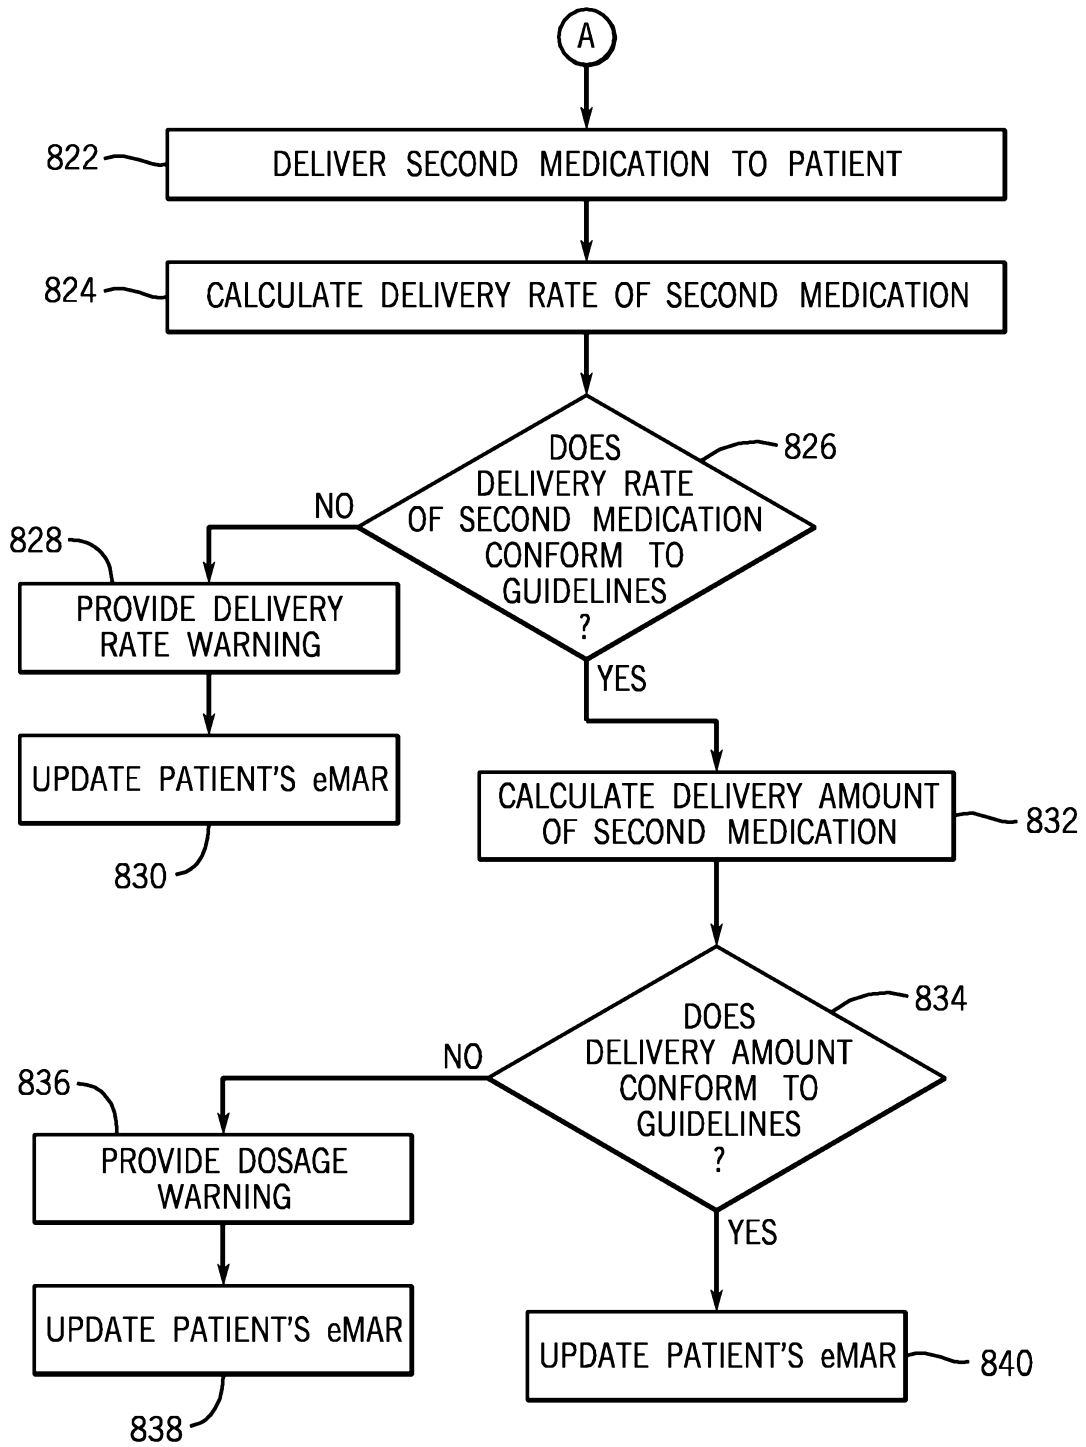 A
822
DELIVER SECOND MEDICATION TO PATIENT
824
CALCULATE DELIVERY RATE OF SECOND MEDICATION
826
DOES
DELIVERY RATE
OF SECOND MEDICATION
CONFORM TO
GUIDELINES
?
NO
828
PROVIDE DELIVERY
RATE WARNING
YES
UPDATE PATIENT'S eMAR
830
CALCULATE DELIVERY AMOUNT
OF SECOND MEDICATION
832
834
DOES
DELIVERY AMOUNT
CONFORM TO
GUIDELINES
?
NO
836
PROVIDE DOSAGE
WARNING
YES
UPDATE PATIENT'S eMAR
838
UPDATE PATIENT'S eMAR
840